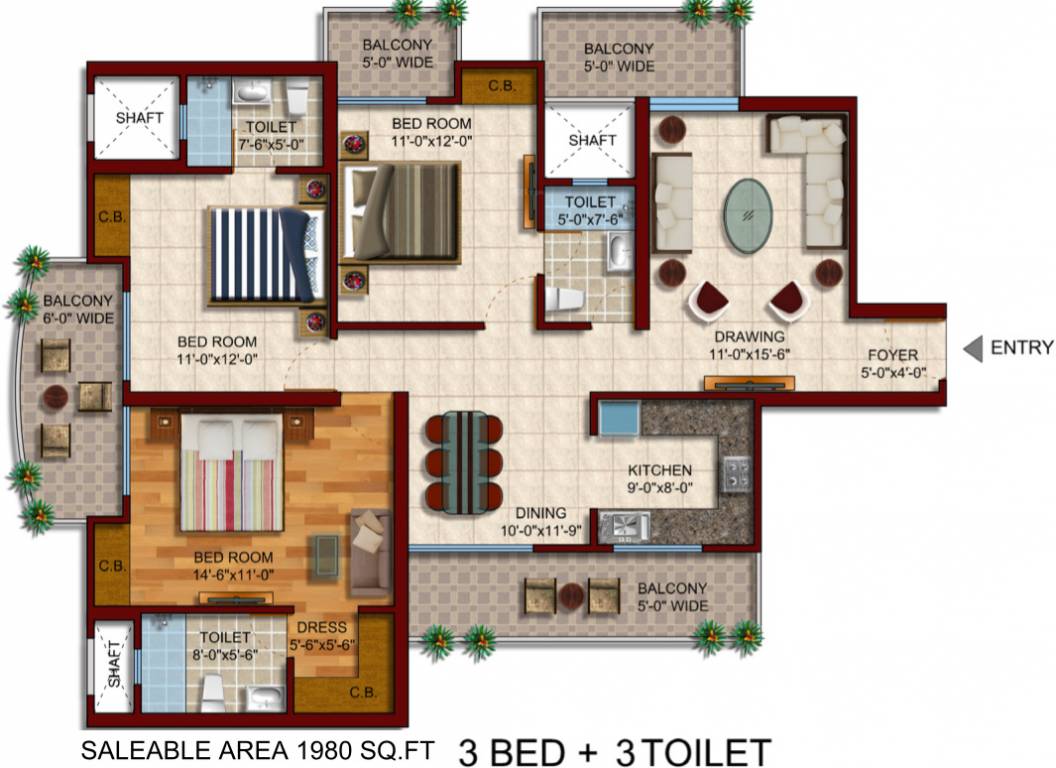 BALCONY
5'-0" WIDE
BALCONY
5'-0" WIDE
C.B.
SHAFT
TOILET
7'-6"x5'-0"
BED ROOM
11'-0"x12'-0"
SHAFT
C.B.
TOILET
5'-0"x7'-6"
BALCONY
6'-0" WIDE
BED ROOM
11'-0"x12'-0"
DRAWING
11'-0"x15'-6"
FOYER
5'-0"x4'-0"
ENTRY
KITCHEN
9'-0"x8'-0"
DINING
10'-0"x11'-9"
C.B.
BED ROOM
14'-6"x11'-0"
BALCONY
5'-0" WIDE
SHAFT
TOILET
8'-0"x5'-6"
DRESS
5'-6"x5'-6"
C.B.
SALEABLE AREA 1980 SQ.FT 3 BED + 3 TOILET